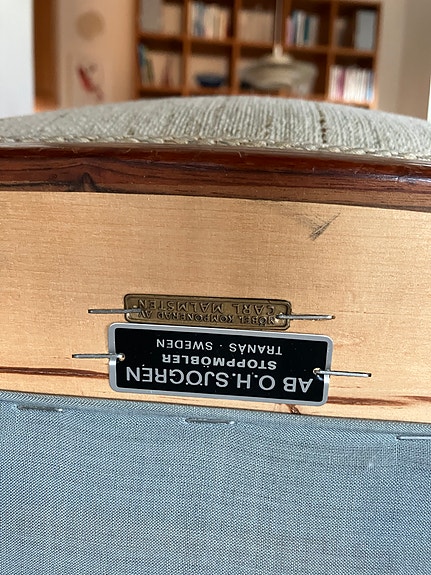 AB O.H.SJÖGREN
STOPPMÖBLER
TRANÅS · SWEDEN
MÖBEL KOMPONERAD AV
CARL MALMSTEN